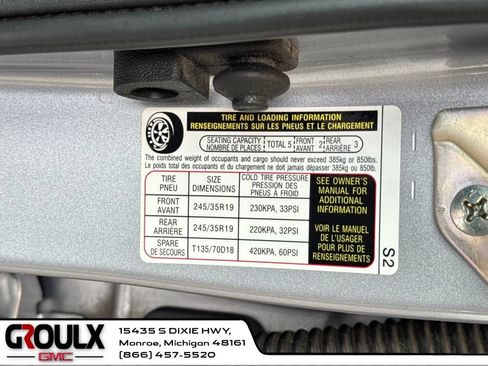 TIRE AND LOADING INFORMATION
RENSEIGNEMENTS SUR LES PNEUS ET LE CHARGEMENT
SEATING CAPACITY NOMBRE DE PLACES TOTAL 5 FRONT AVANT 2 REAR ARRIÈRE 3
The combined weight of occupants and cargo should never exceed 385kg or 850lbs.
Le poids total des occupants et du chargement ne doit jamais dépasser 385kg ou 850lb.
TIRE PNEU SIZE DIMENSIONS COLD TIRE PRESSURE PRESSION DES PNEUS À FROID
FRONT AVANT 245/35R19 230KPA, 33PSI
REAR ARRIÈRE 245/35R19 220KPA, 32PSI
SPARE DE SECOURS T135/70D18 420KPA, 60PSI
SEE OWNER'S
MANUAL FOR
ADDITIONAL
INFORMATION
VOIR LE MANUEL
DE L'USAGER
POUR PLUS DE
RENSEIGNEMENTS
S2
GROULX
GMC
15435 S DIXIE HWY,
Monroe, Michigan 48161
(866) 457-5520